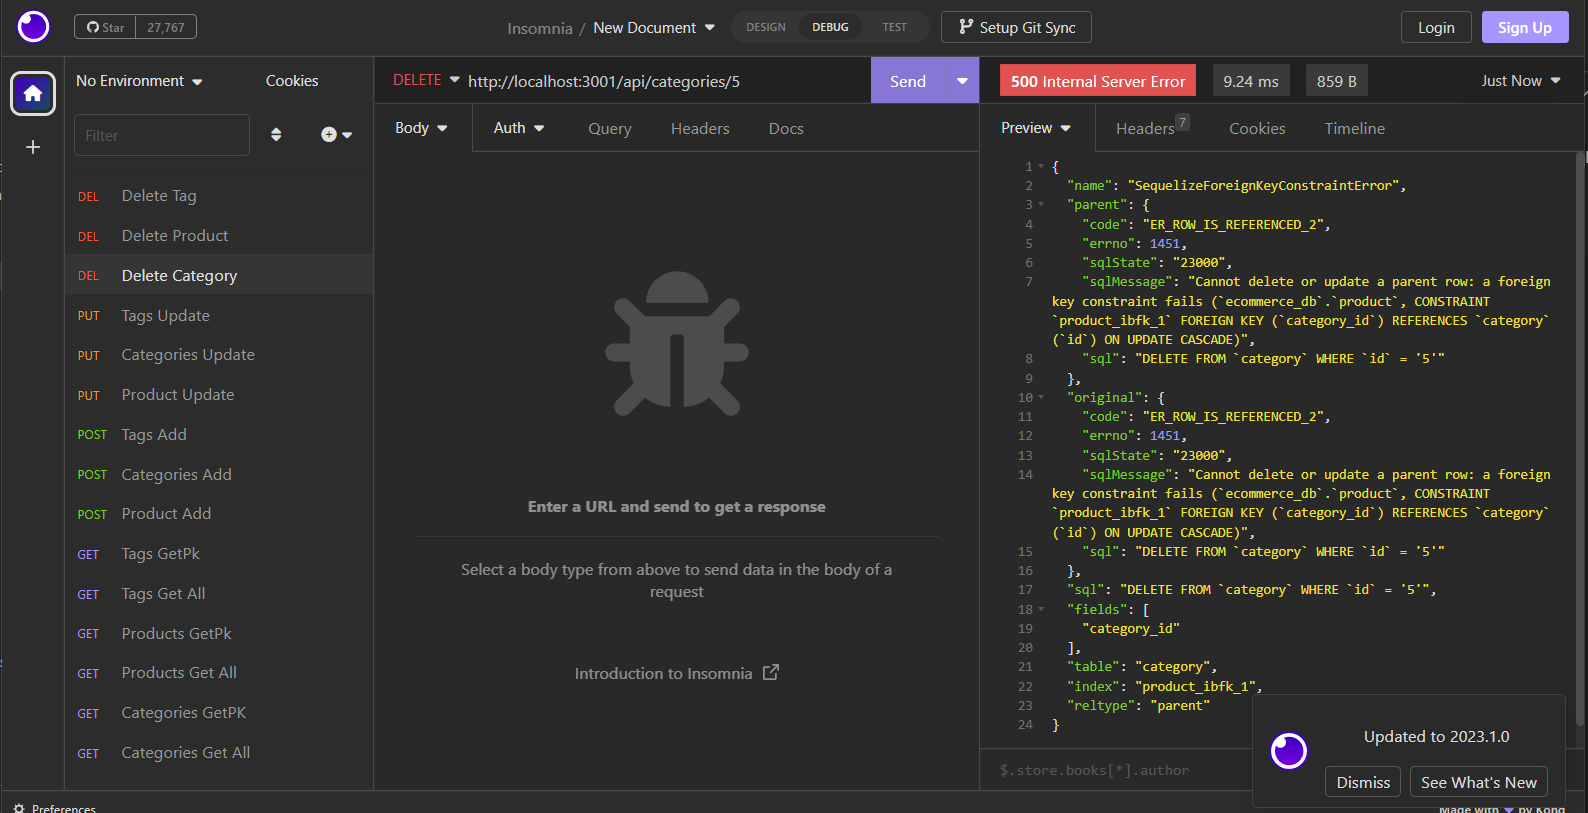 Star 27,767
Insomnia / New Document
DESIGN DEBUG TEST
Setup Git Sync
Login
Sign Up
No Environment
Cookies
Filter
DEL Delete Tag
DEL Delete Product
DEL Delete Category
PUT Tags Update
PUT Categories Update
PUT Product Update
POST Tags Add
POST Categories Add
POST Product Add
GET Tags GetPk
GET Tags Get All
GET Products GetPk
GET Products Get All
GET Categories GetPK
GET Categories Get All
DELETE http://localhost:3001/api/categories/5 Send
Body Auth Query Headers Docs
Enter a URL and send to get a response
Select a body type from above to send data in the body of a
request
Introduction to Insomnia
500 Internal Server Error 9.24 ms 859 B Just Now
Preview Headers 7 Cookies Timeline
1 {
2 "name": "SequelizeForeignKeyConstraintError",
3 "parent": {
4 "code": "ER_ROW_IS_REFERENCED_2",
5 "errno": 1451,
6 "sqlState": "23000",
7 "sqlMessage": "Cannot delete or update a parent row: a foreign
key constraint fails (`ecommerce_db`.`product`, CONSTRAINT
`product_ibfk_1` FOREIGN KEY (`category_id`) REFERENCES `category`
(`id`) ON UPDATE CASCADE)",
8 "sql": "DELETE FROM `category` WHERE `id` = '5'"
9 },
10 "original": {
11 "code": "ER_ROW_IS_REFERENCED_2",
12 "errno": 1451,
13 "sqlState": "23000",
14 "sqlMessage": "Cannot delete or update a parent row: a foreign
key constraint fails (`ecommerce_db`.`product`, CONSTRAINT
`product_ibfk_1` FOREIGN KEY (`category_id`) REFERENCES `category`
(`id`) ON UPDATE CASCADE)",
15 "sql": "DELETE FROM `category` WHERE `id` = '5'"
16 },
17 "sql": "DELETE FROM `category` WHERE `id` = '5'",
18 "fields": [
19 "category_id"
20 ],
21 "table": "category",
22 "index": "product_ibfk_1",
23 "reltype": "parent"
24 }
$.store.books[*].author
Updated to 2023.1.0
Dismiss
See What's New
Preferences
Made with by Kong